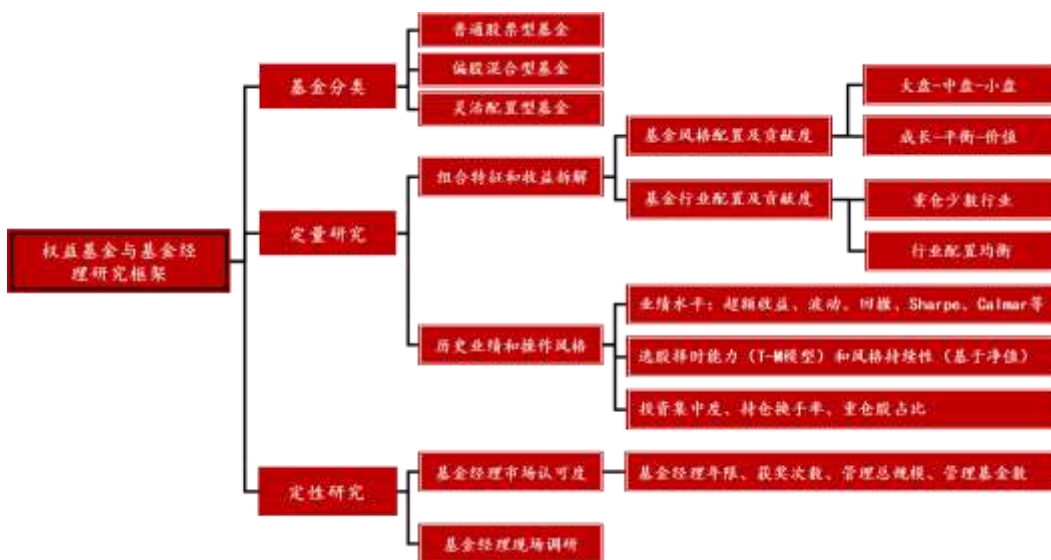 普通股票型基金
偏股混合型基金
灵活配置型基金
基金分类
大盘-中盘-小盘
基金风格配置及贡献度
成长-平衡-价值
组合特征和收益拆解
基金行业配置及贡献度
重仓少数行业
定量研究
行业配置均衡
权益基金与基金经
理研究框架
业绩水平：超额收益、波动、回撤、Sharpe、Calmar等
历史业绩和操作风格
选股择时能力（T-M模型）和风格持续性（基于净值）
投资集中度、持仓换手率、重仓股占比
基金经理市场认可度
基金经理年限、获奖次数、管理总规模、管理基金数
定性研究
基金经理现场调研